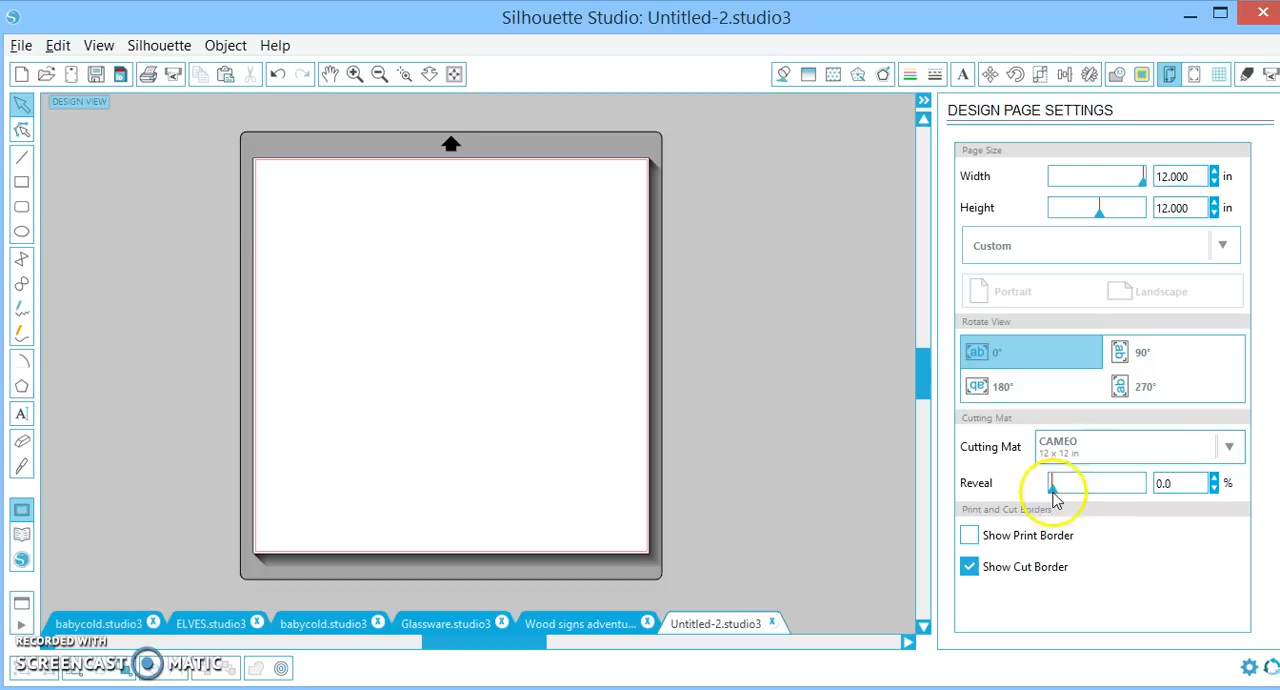 Silhouette Studio: Untitled-2.studio3
File Edit View Silhouette Object Help
DESIGN VIEW
DESIGN PAGE SETTINGS
Page Size
Width 12.000 in
Height 12.000 in
Custom
Portrait Landscape
Rotate View
0° 90°
180° 270°
Cutting Mat
Cutting Mat CAMEO
12 x 12 in
Reveal 0.0 %
Print and Cut Borders
Show Print Border
Show Cut Border
babycold.studio3 ELVES.studio3 babycold.studio3 Glassware.studio3 Wood signs adventu... Untitled-2.studio3
RECORDED WITH
SCREENCAST MATIC